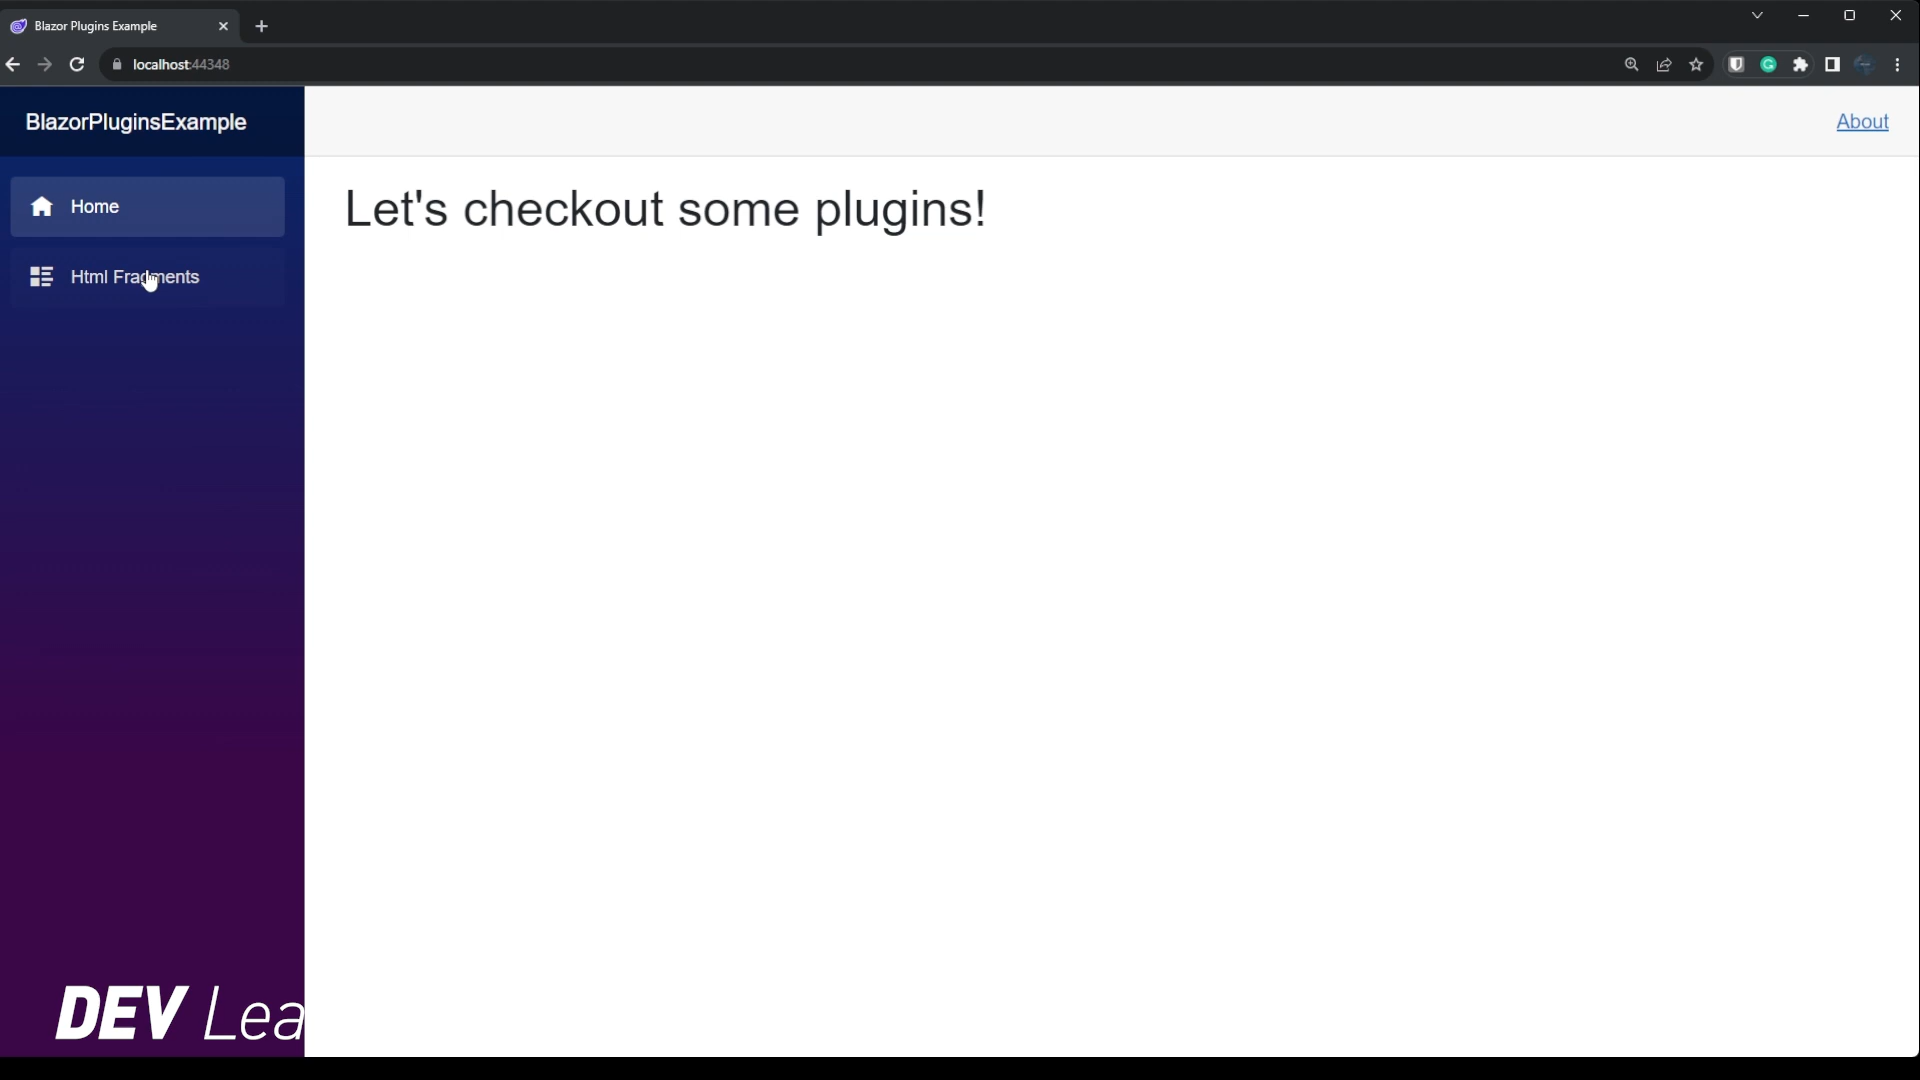 Blazor Plugins Example
localhost:44348
BlazorPluginsExample
About
Home
Let's checkout some plugins!
Html Fragments
DEV Lea